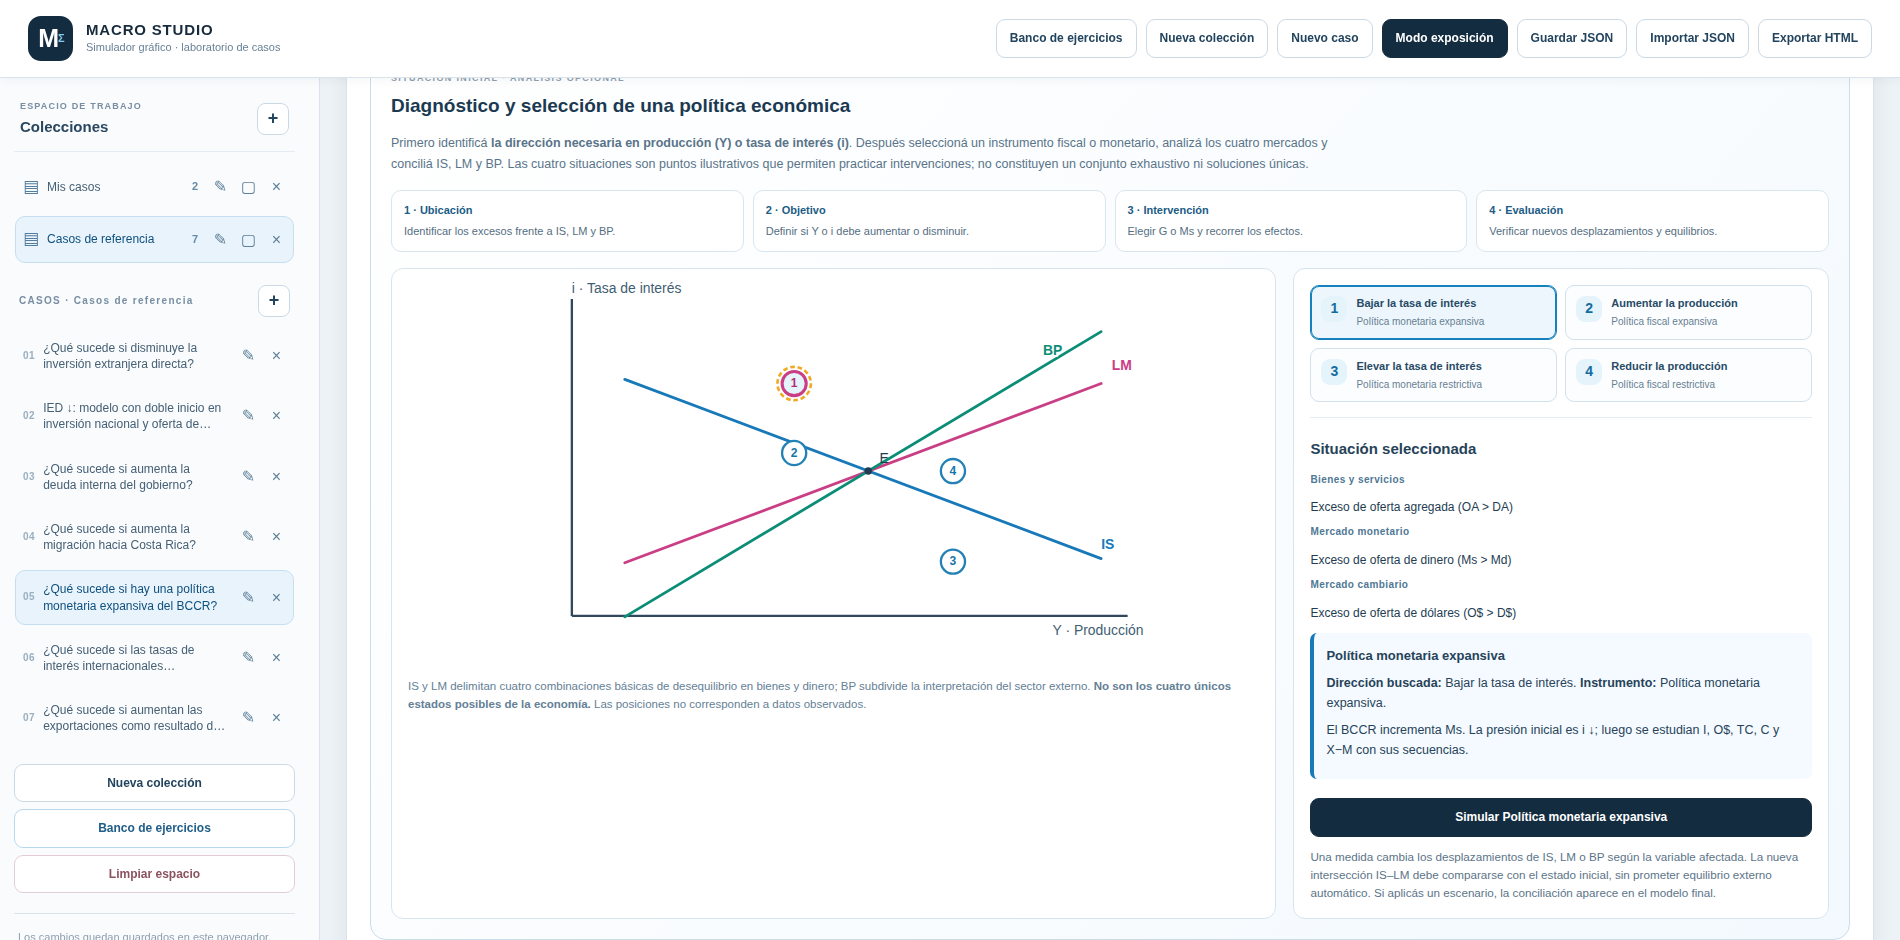 MΣ
MACRO STUDIO
Simulador gráfico · laboratorio de casos
Banco de ejercicios
Nueva colección
Nuevo caso
Modo exposición
Guardar JSON
Importar JSON
Exportar HTML
ESPACIO DE TRABAJO
Colecciones
+
Mis casos 2
Casos de referencia 7
CASOS · Casos de referencia
+
01 ¿Qué sucede si disminuye la
inversión extranjera directa?
02 IED ↓: modelo con doble inicio en
inversión nacional y oferta de…
03 ¿Qué sucede si aumenta la
deuda interna del gobierno?
04 ¿Qué sucede si aumenta la
migración hacia Costa Rica?
05 ¿Qué sucede si hay una política
monetaria expansiva del BCCR?
06 ¿Qué sucede si las tasas de
interés internacionales…
07 ¿Qué sucede si aumentan las
exportaciones como resultado d…
Nueva colección
Banco de ejercicios
Limpiar espacio
Los cambios quedan guardados en este navegador.
SITUACIÓN INICIAL · ANÁLISIS OPCIONAL
Diagnóstico y selección de una política económica
Primero identificá la dirección necesaria en producción (Y) o tasa de interés (i). Después seleccioná un instrumento fiscal o monetario, analizá los cuatro mercados y
conciliá IS, LM y BP. Las cuatro situaciones son puntos ilustrativos que permiten practicar intervenciones; no constituyen un conjunto exhaustivo ni soluciones únicas.
1 · Ubicación
Identificar los excesos frente a IS, LM y BP.
2 · Objetivo
Definir si Y o i debe aumentar o disminuir.
3 · Intervención
Elegir G o Ms y recorrer los efectos.
4 · Evaluación
Verificar nuevos desplazamientos y equilibrios.
i · Tasa de interés
BP
LM
1
2
E
4
IS
3
Y · Producción
IS y LM delimitan cuatro combinaciones básicas de desequilibrio en bienes y dinero; BP subdivide la interpretación del sector externo. No son los cuatro únicos
estados posibles de la economía. Las posiciones no corresponden a datos observados.
1 Bajar la tasa de interés
Política monetaria expansiva
2 Aumentar la producción
Política fiscal expansiva
3 Elevar la tasa de interés
Política monetaria restrictiva
4 Reducir la producción
Política fiscal restrictiva
Situación seleccionada
Bienes y servicios
Exceso de oferta agregada (OA > DA)
Mercado monetario
Exceso de oferta de dinero (Ms > Md)
Mercado cambiario
Exceso de oferta de dólares (O$ > D$)
Política monetaria expansiva
Dirección buscada: Bajar la tasa de interés. Instrumento: Política monetaria
expansiva.
El BCCR incrementa Ms. La presión inicial es i ↓; luego se estudian I, O$, TC, C y
X−M con sus secuencias.
Simular Política monetaria expansiva
Una medida cambia los desplazamientos de IS, LM o BP según la variable afectada. La nueva
intersección IS–LM debe compararse con el estado inicial, sin prometer equilibrio externo
automático. Si aplicás un escenario, la conciliación aparece en el modelo final.